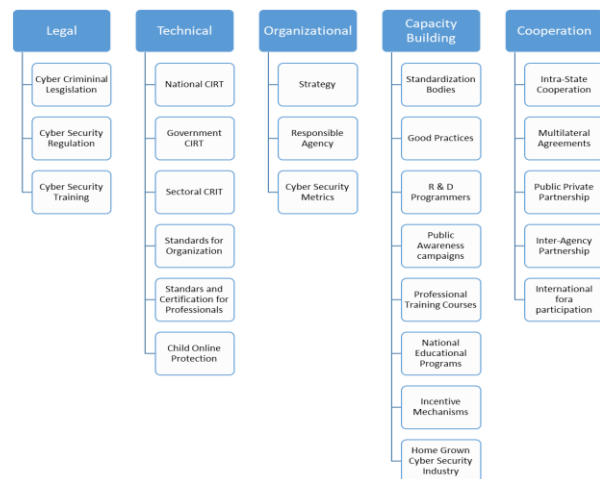 Legal
Cyber Crimininal
Lesgislation
Cyber Security
Regulation
Cyber Security
Training
Technical
National CIRT
Government
CIRT
Sectoral CRIT
Standards for
Organization
Standars and
Certification for
Professionals
Child Online
Protection
Organizational
Strategy
Responsible
Agency
Cyber Security
Metrics
Capacity
Building
Standardization
Bodies
Good Practices
R & D
Programmers
Public
Awareness
campaigns
Professional
Training Courses
National
Educational
Programs
Incentive
Mechanisms
Home Grown
Cyber Security
Industry
Cooperation
Intra-State
Cooperation
Multilateral
Agreements
Public Private
Partnership
Inter-Agency
Partnership
International
fora
participation